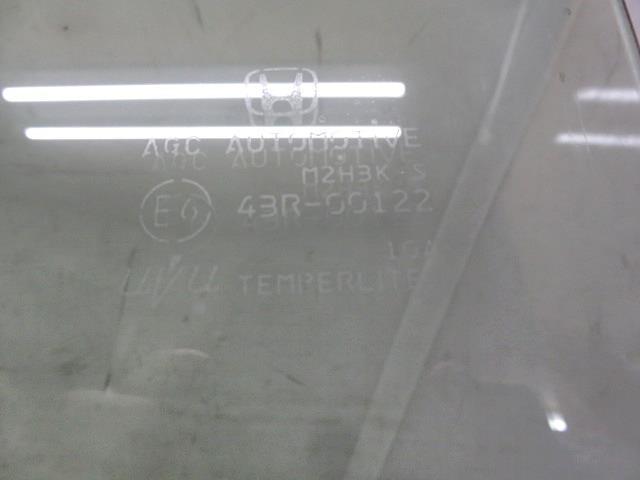 AGC AUTOMOTIVE
M2H3K·S
E6 43R-00122
TEMPERLITE